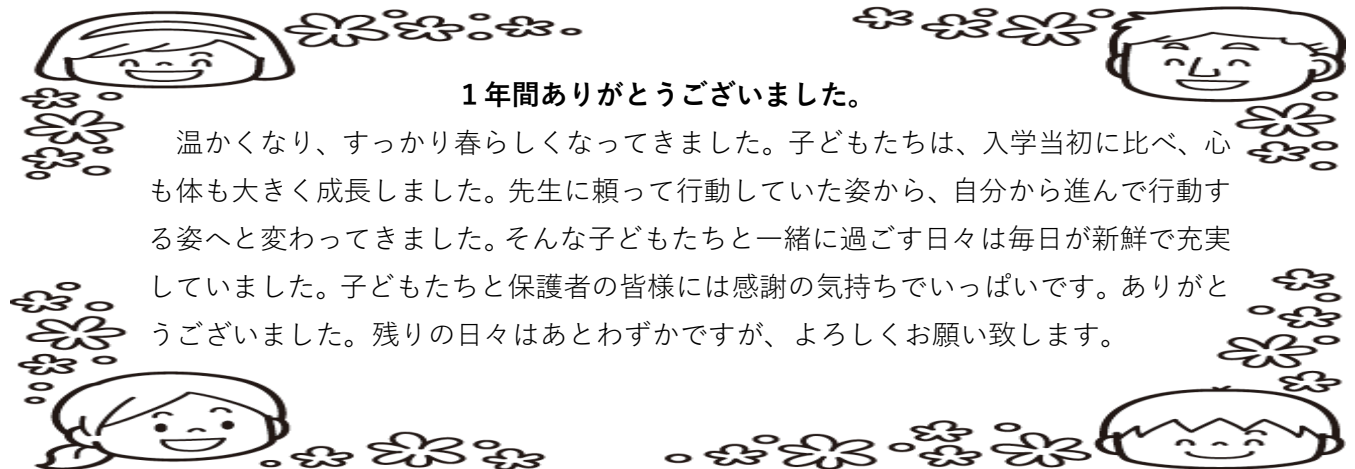 １年間ありがとうございました。
　温かくなり、すっかり春らしくなってきました。子どもたちは、入学当初に比べ、心
も体も大きく成長しました。先生に頼って行動していた姿から、自分から進んで行動す
る姿へと変わってきました。そんな子どもたちと一緒に過ごす日々は毎日が新鮮で充実
していました。子どもたちと保護者の皆様には感謝の気持ちでいっぱいです。ありがと
うございました。残りの日々はあとわずかですが、よろしくお願い致します。